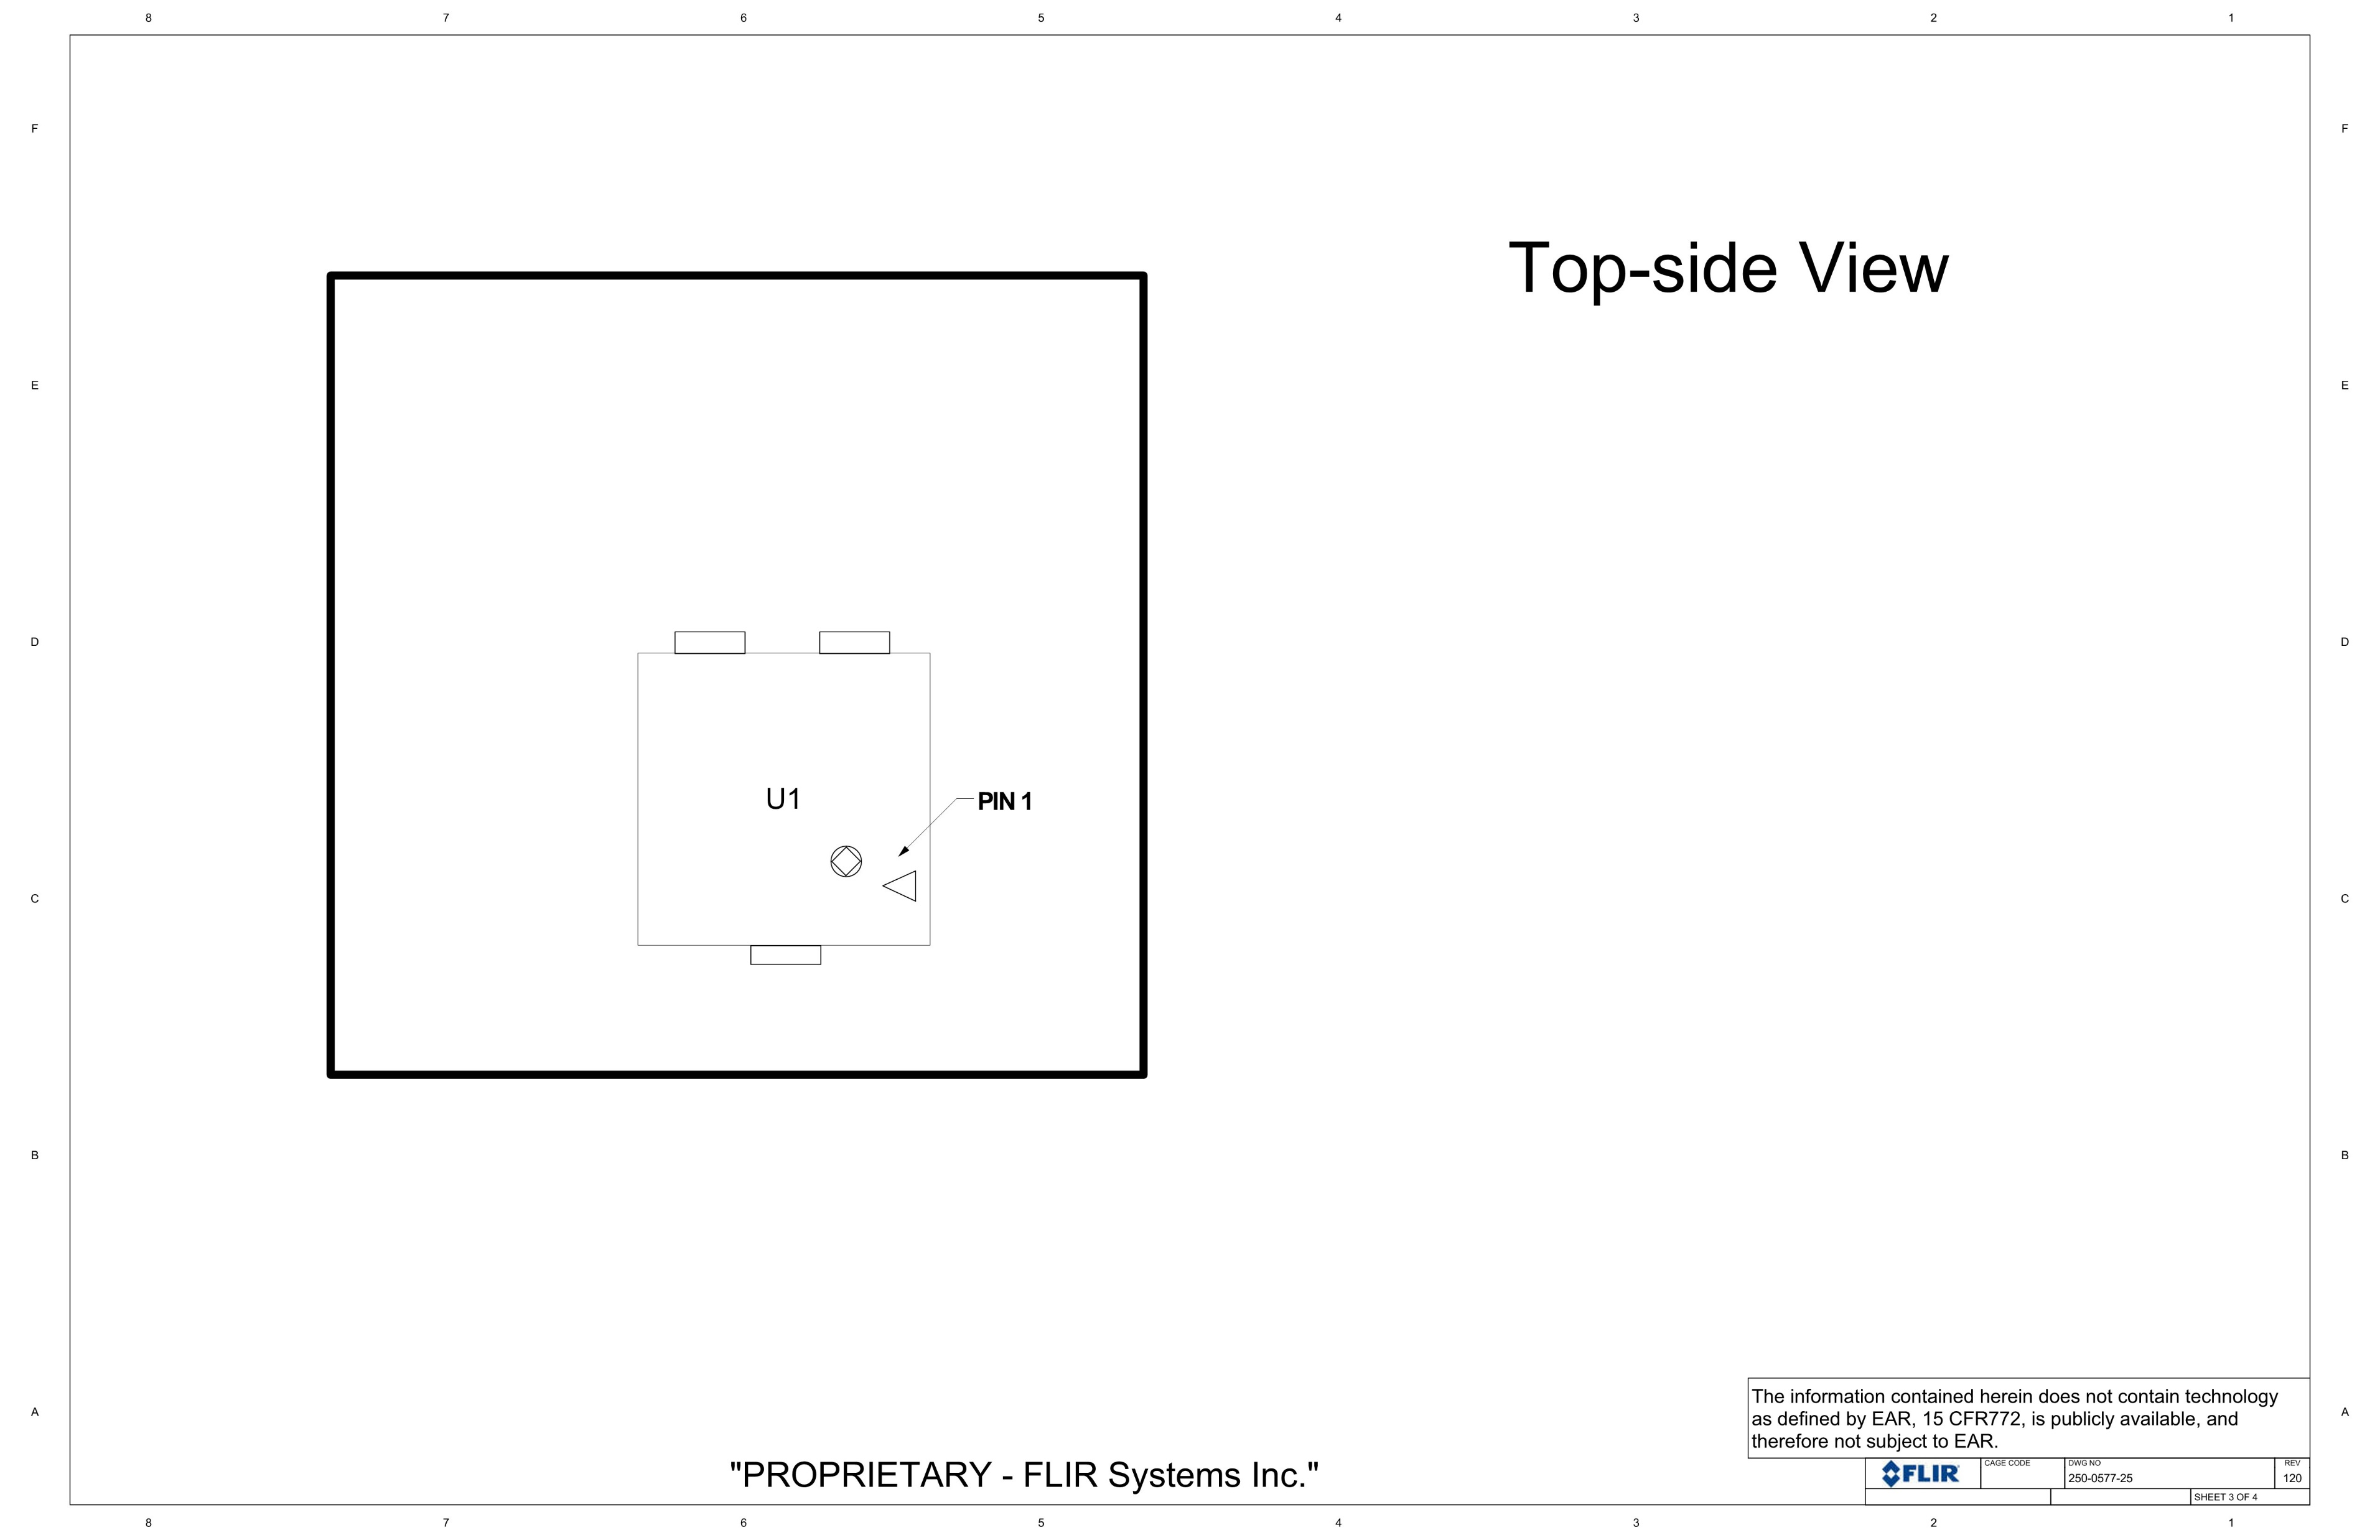 8 7 6 5 4 3 2 1
F F
Top-side View
E E
D D
U1
PIN 1
C C
B B
The information contained herein does not contain technology
as defined by EAR, 15 CFR772, is publicly available, and
therefore not subject to EAR.
A A
"PROPRIETARY - FLIR Systems Inc."
FLIR CAGE CODE DWG NO REV
250-0577-25 120
SHEET 3 OF 4
8 7 6 5 4 3 2 1